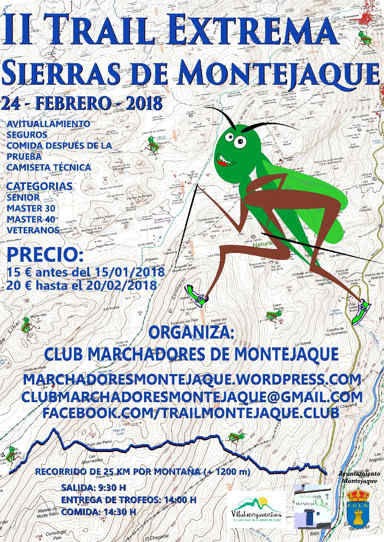 II TRAIL EXTREMA
SIERRAS DE MONTEJAQUE
24 - FEBRERO - 2018
AVITUALLAMIENTO
SEGUROS
COMIDA DESPUÉS DE LA
PRUEBA
CAMISETA TÉCNICA
CATEGORIAS
SENIOR
MASTER 30
MASTER 40
VETERANOS
PRECIO:
15 € antes del 15/01/2018
20 € hasta el 20/02/2018
ORGANIZA:
CLUB MARCHADORES DE MONTEJAQUE
MARCHADORESMONTEJAQUE.WORDPRESS.COM
CLUBMARCHADORESMONTEJAQUE@GMAIL.COM
FACEBOOK.COM/TRAILMONTEJAQUE.CLUB
RECORRIDO DE 25 KM POR MONTAÑA (+ 1200 m)
SALIDA: 9:30 H
ENTREGA DE TROFEOS: 14:00 H
COMIDA: 14:30 H
Ayuntamiento
Montejaque